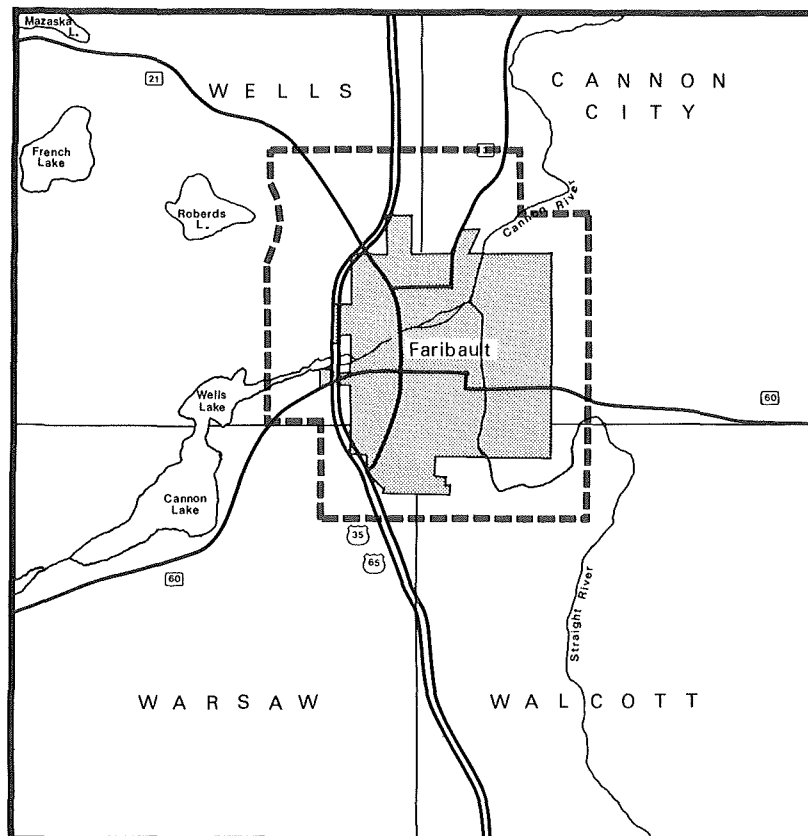 Mazaska
L.
21
WELLS
CANNON
CITY
French
Lake
3
Roberds
L.
Cannon River
Faribault
Wells
Lake
60
Cannon
Lake
35
65
60
Straight River
WARSAW
WALCOTT